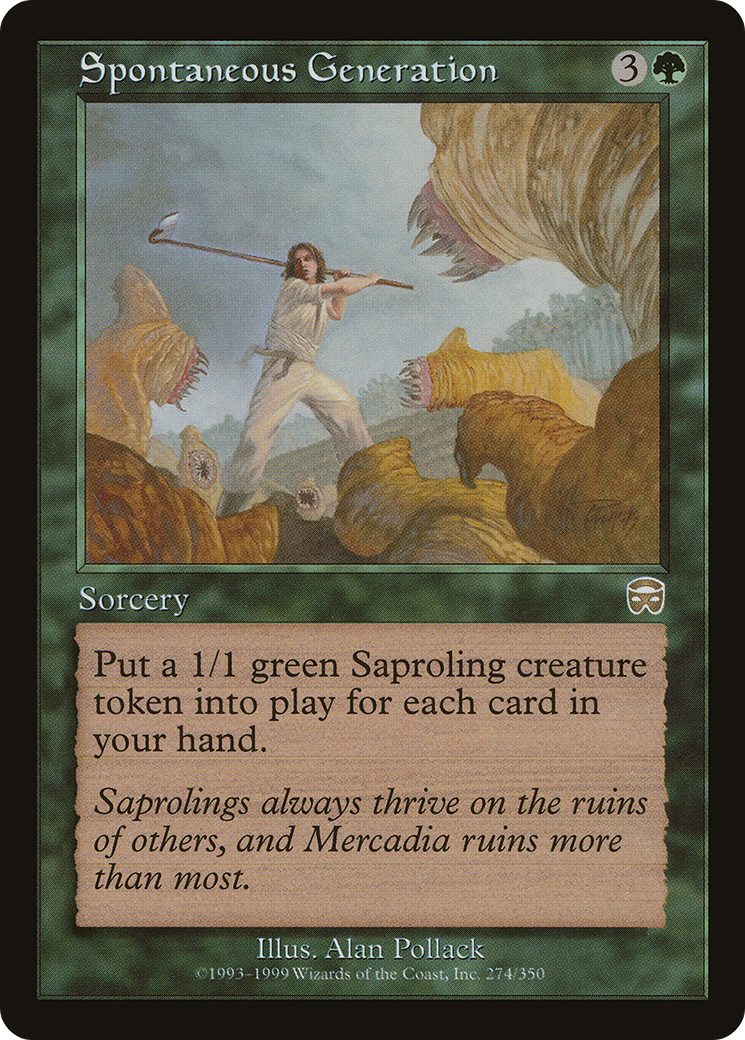 Spontaneous Generation 3
Sorcery
Put a 1/1 green Saproling creature
token into play for each card in
your hand.
Saprolings always thrive on the ruins
of others, and Mercadia ruins more
than most.
Illus. Alan Pollack
©1993-1999 Wizards of the Coast, Inc. 274/350